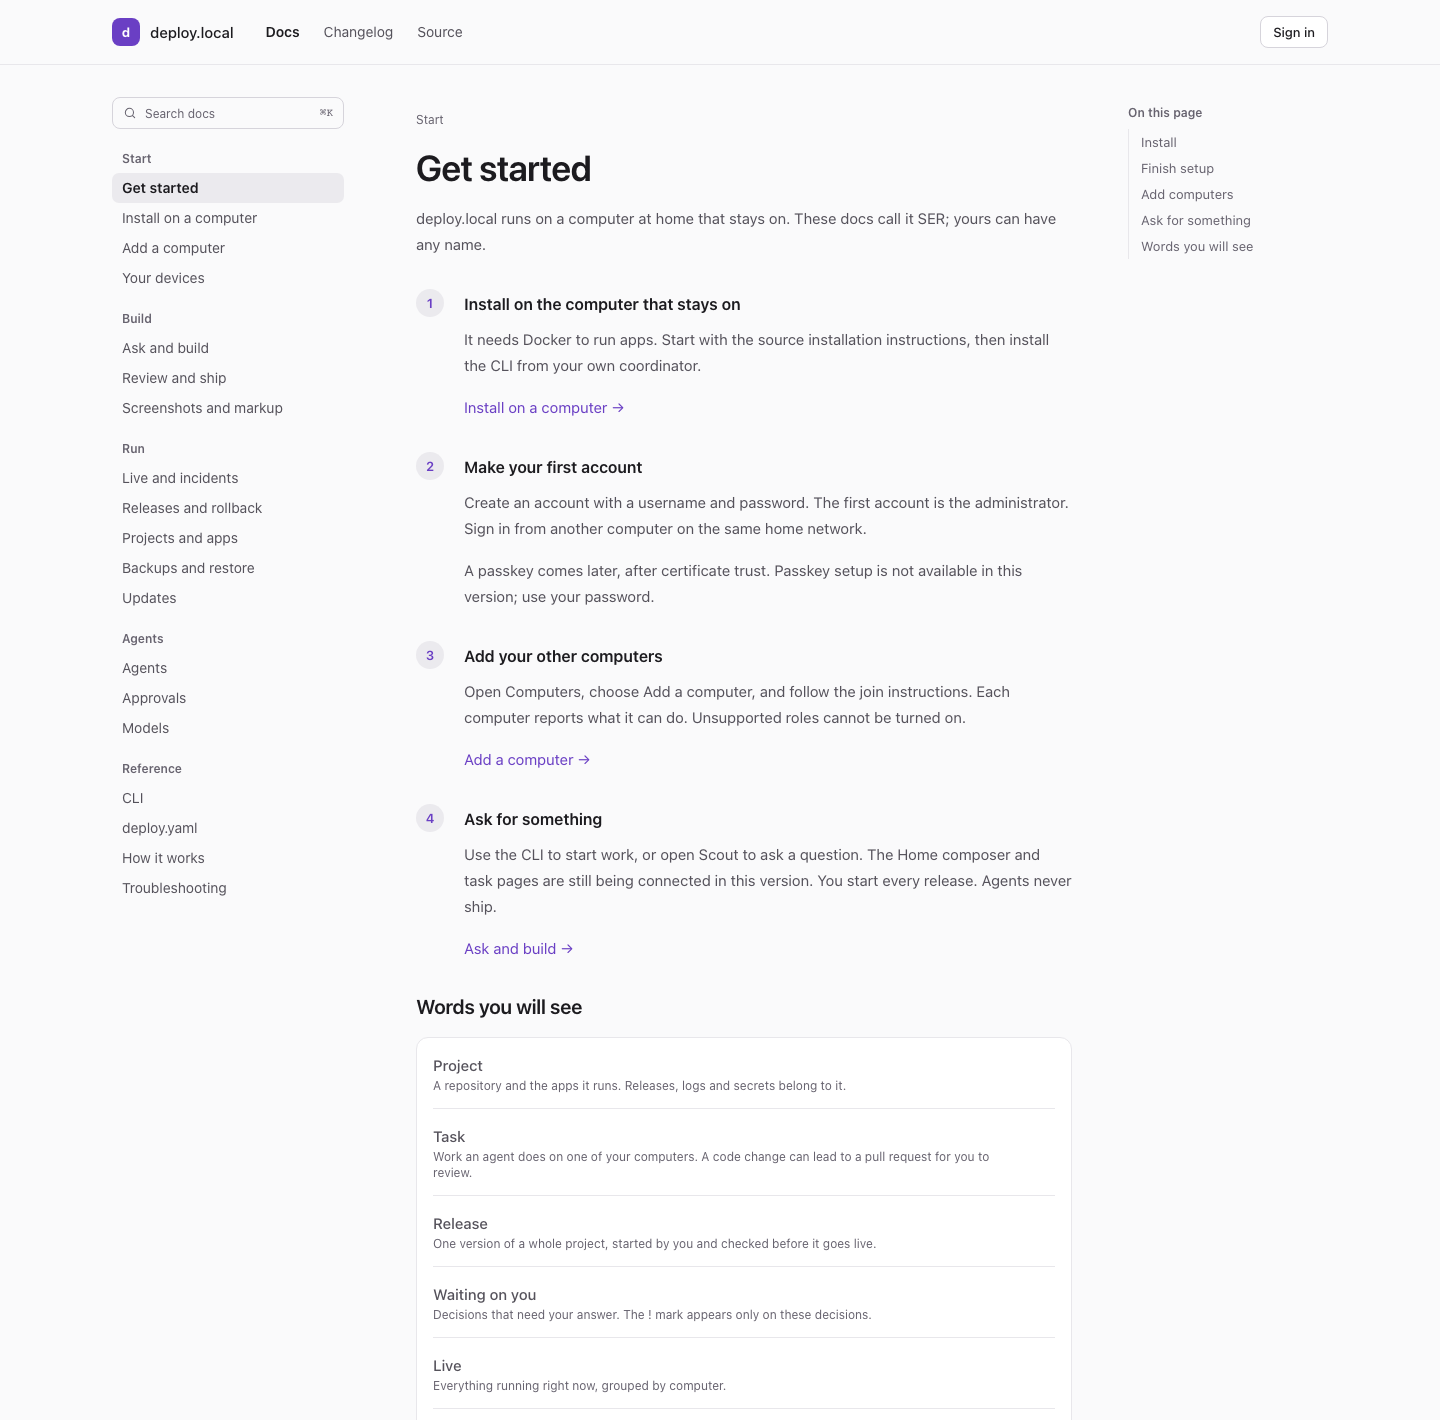 d
deploy.local
Docs
Changelog
Source
Sign in
Search docs
⌘K
Start
Get started
Install on a computer
Add a computer
Your devices
Build
Ask and build
Review and ship
Screenshots and markup
Run
Live and incidents
Releases and rollback
Projects and apps
Backups and restore
Updates
Agents
Agents
Approvals
Models
Reference
CLI
deploy.yaml
How it works
Troubleshooting
Start
Get started
deploy.local runs on a computer at home that stays on. These docs call it SER; yours can have
any name.
1
Install on the computer that stays on
It needs Docker to run apps. Start with the source installation instructions, then install
the CLI from your own coordinator.
Install on a computer →
2
Make your first account
Create an account with a username and password. The first account is the administrator.
Sign in from another computer on the same home network.
A passkey comes later, after certificate trust. Passkey setup is not available in this
version; use your password.
3
Add your other computers
Open Computers, choose Add a computer, and follow the join instructions. Each
computer reports what it can do. Unsupported roles cannot be turned on.
Add a computer →
4
Ask for something
Use the CLI to start work, or open Scout to ask a question. The Home composer and
task pages are still being connected in this version. You start every release. Agents never
ship.
Ask and build →
Words you will see
Project
A repository and the apps it runs. Releases, logs and secrets belong to it.
Task
Work an agent does on one of your computers. A code change can lead to a pull request for you to
review.
Release
One version of a whole project, started by you and checked before it goes live.
Waiting on you
Decisions that need your answer. The ! mark appears only on these decisions.
Live
Everything running right now, grouped by computer.
On this page
Install
Finish setup
Add computers
Ask for something
Words you will see